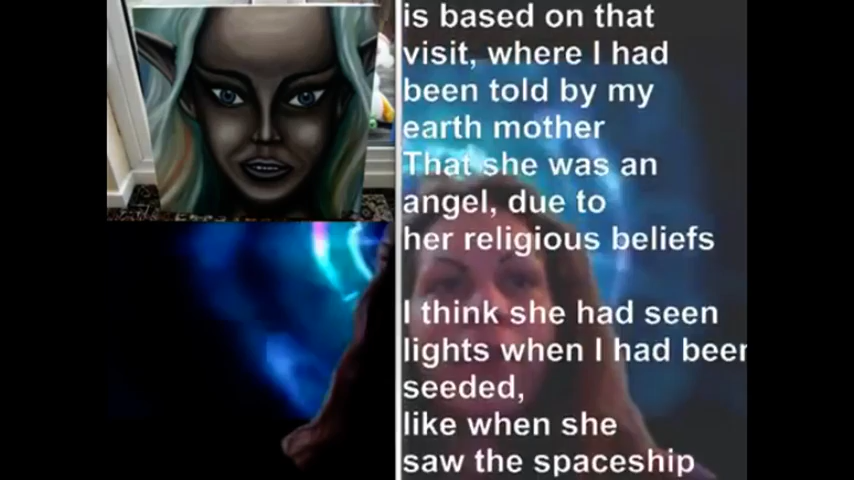 is based on that
visit, where I had
been told by my
earth mother
That she was an
angel, due to
her religious beliefs
I think she had seen
lights when I had been
seeded,
like when she
saw the spaceship